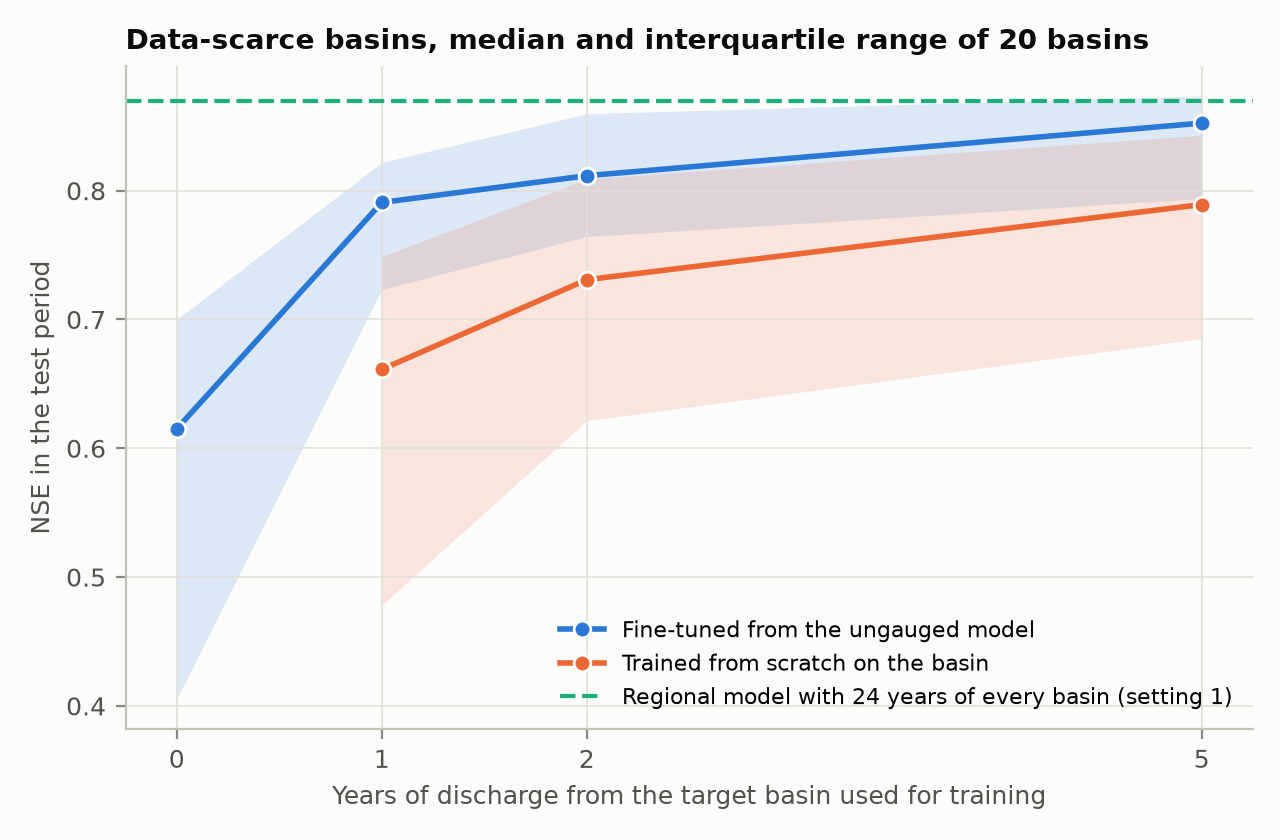 Data-scarce basins, median and interquartile range of 20 basins
NSE in the test period
0.8
0.7
0.6
0.5
0.4
Fine-tuned from the ungauged model
Trained from scratch on the basin
Regional model with 24 years of every basin (setting 1)
0 1 2 5
Years of discharge from the target basin used for training